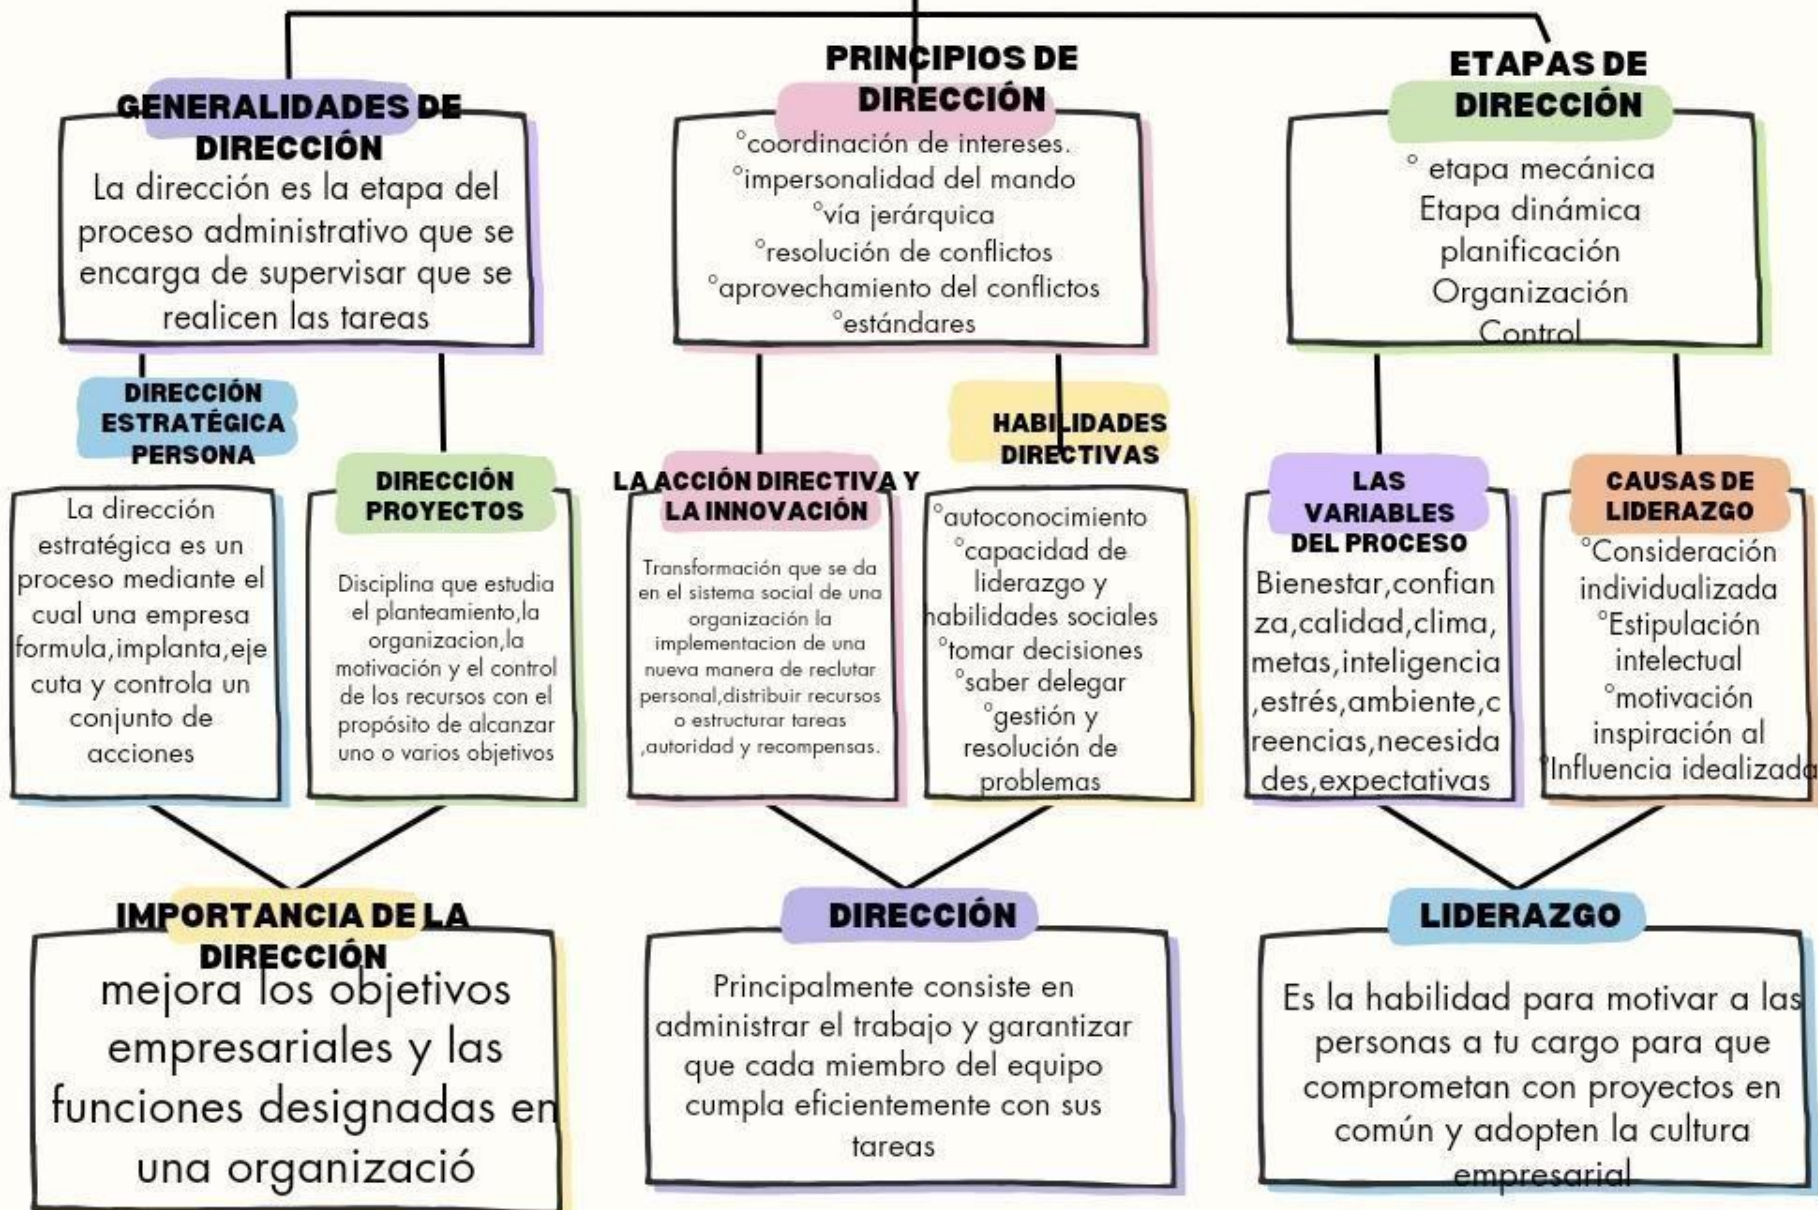 GENERALIDADES DE
DIRECCIÓN
La dirección es la etapa del
proceso administrativo que se
encarga de supervisar que se
realicen las tareas
PRINCIPIOS DE
DIRECCIÓN
°coordinación de intereses.
°impersonalidad del mando
°vía jerárquica
°resolución de conflictos
°aprovechamiento del conflictos
°estándares
ETAPAS DE
DIRECCIÓN
° etapa mecánica
Etapa dinámica
planificación
Organización
Control
DIRECCIÓN
ESTRATÉGICA
PERSONA
La dirección
estratégica es un
proceso mediante el
cual una empresa
formula,implanta,eje
cuta y controla un
conjunto de
acciones
DIRECCIÓN
PROYECTOS
Disciplina que estudia
el planteamiento,la
organizacion,la
motivación y el control
de los recursos con el
propósito de alcanzar
uno o varios objetivos
LA ACCIÓN DIRECTIVA Y
LA INNOVACIÓN
Transformación que se da
en el sistema social de una
organización la
implementacion de una
nueva manera de reclutar
personal,distribuir recursos
o estructurar tareas
,autoridad y recompensas.
HABILIDADES
DIRECTIVAS
°autoconocimiento
°capacidad de
liderazgo y
habilidades sociales
°tomar decisiones
°saber delegar
°gestión y
resolución de
problemas
LAS
VARIABLES
DEL PROCESO
Bienestar,confian
za,calidad,clima,
metas,inteligencia
,estrés,ambiente,c
reencias,necesida
des,expectativas
CAUSAS DE
LIDERAZGO
°Consideración
individualizada
°Estipulación
intelectual
°motivación
inspiración al
°Influencia idealizada
IMPORTANCIA DE LA
DIRECCIÓN
mejora los objetivos
empresariales y las
funciones designadas en
una organizació
DIRECCIÓN
Principalmente consiste en
administrar el trabajo y garantizar
que cada miembro del equipo
cumpla eficientemente con sus
tareas
LIDERAZGO
Es la habilidad para motivar a las
personas a tu cargo para que
comprometan con proyectos en
común y adopten la cultura
empresarial